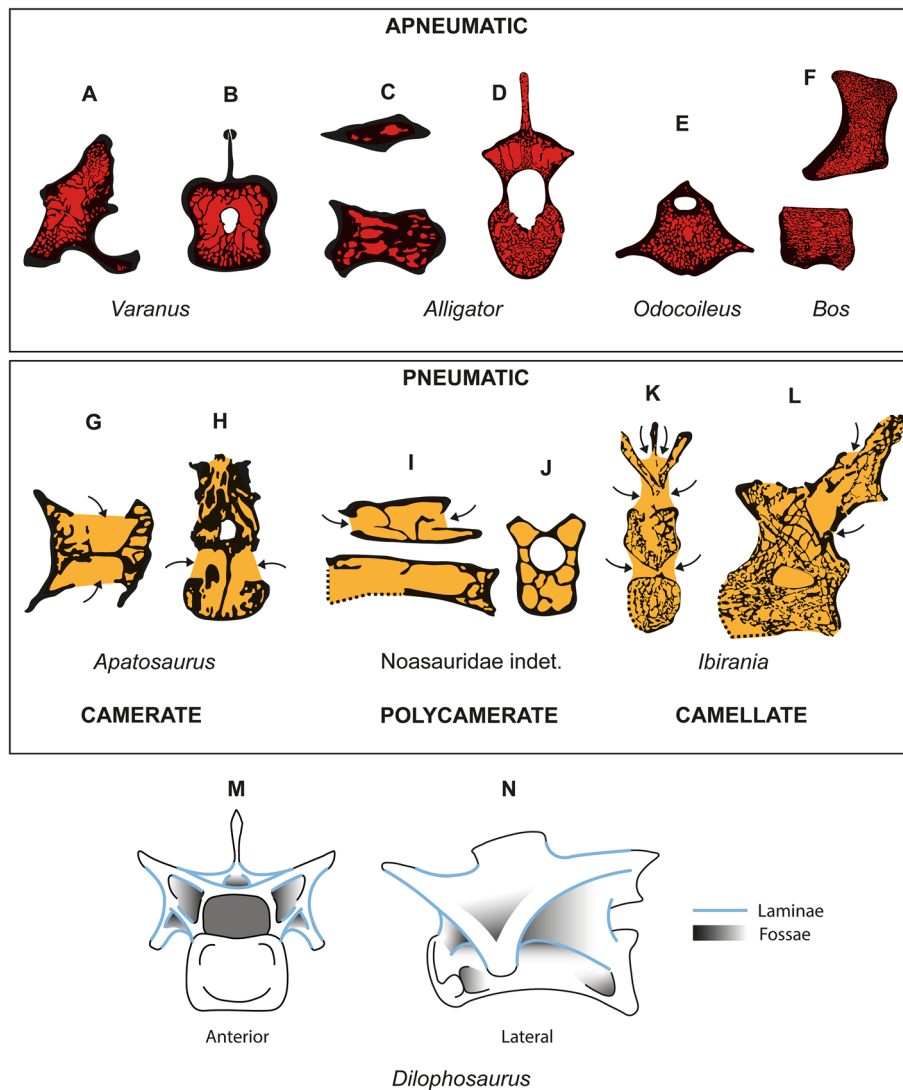 APNEUMATIC
A
B
C
D
E
F
Varanus
Alligator
Odocoileus
Bos
PNEUMATIC
G
H
I
J
K
L
Apatosaurus
Noasauridae indet.
Ibirania
CAMERATE
POLYCAMERATE
CAMELLATE
M
N
Laminae
Fossae
Anterior
Lateral
Dilophosaurus